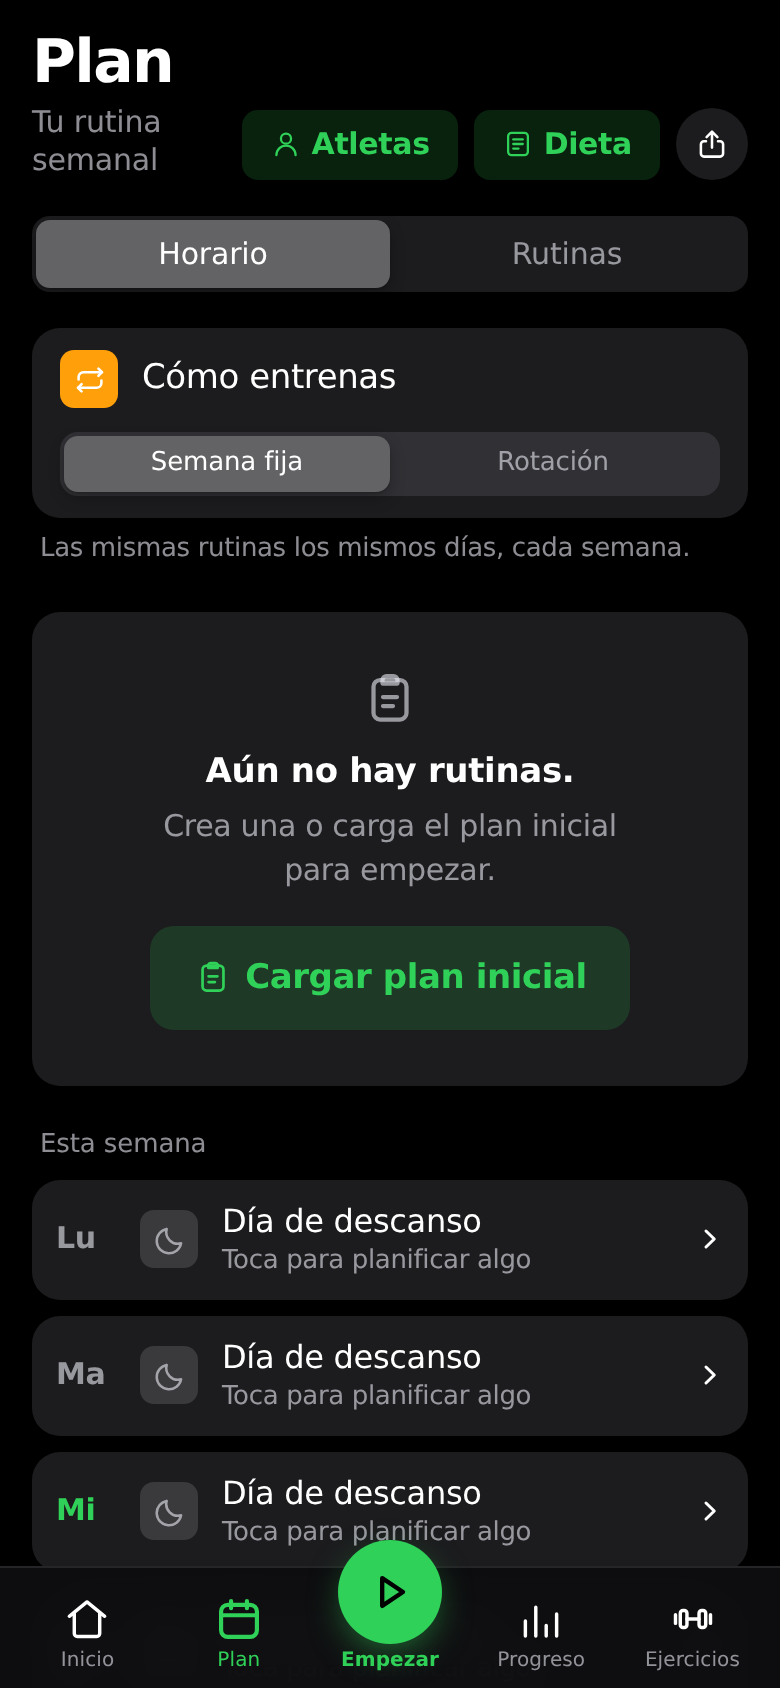 Plan
Tu rutina
semanal
Atletas
Dieta
Horario
Rutinas
Cómo entrenas
Semana fija
Rotación
Las mismas rutinas los mismos días, cada semana.
Aún no hay rutinas.
Crea una o carga el plan inicial
para empezar.
Cargar plan inicial
Esta semana
Lu
Día de descanso
Toca para planificar algo
Ma
Día de descanso
Toca para planificar algo
Mi
Día de descanso
Toca para planificar algo
Inicio
Plan
Empezar
Progreso
Ejercicios